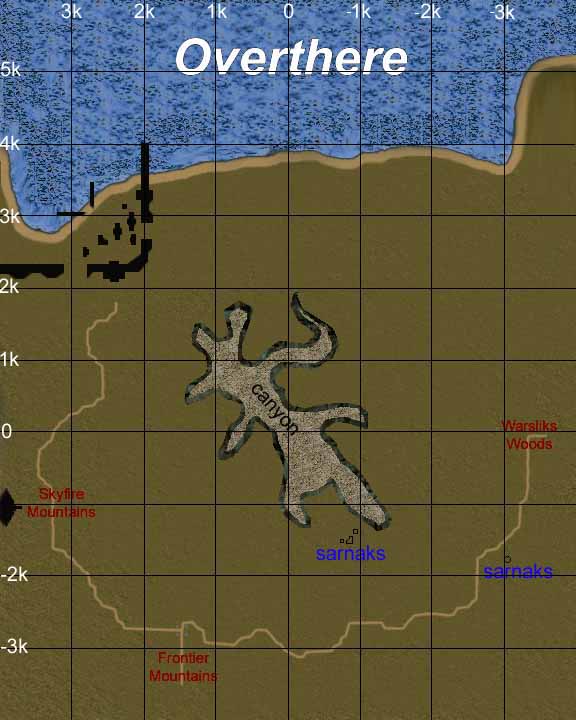 3k 2k 1k 0 -1k -2k -3k
Overthere
5k
4k
3k
2k
1k
canyon
0
Warsliks
Woods
Skyfire
Mountains
sarnaks
-2k
sarnaks
-3k
Frontier
Mountains